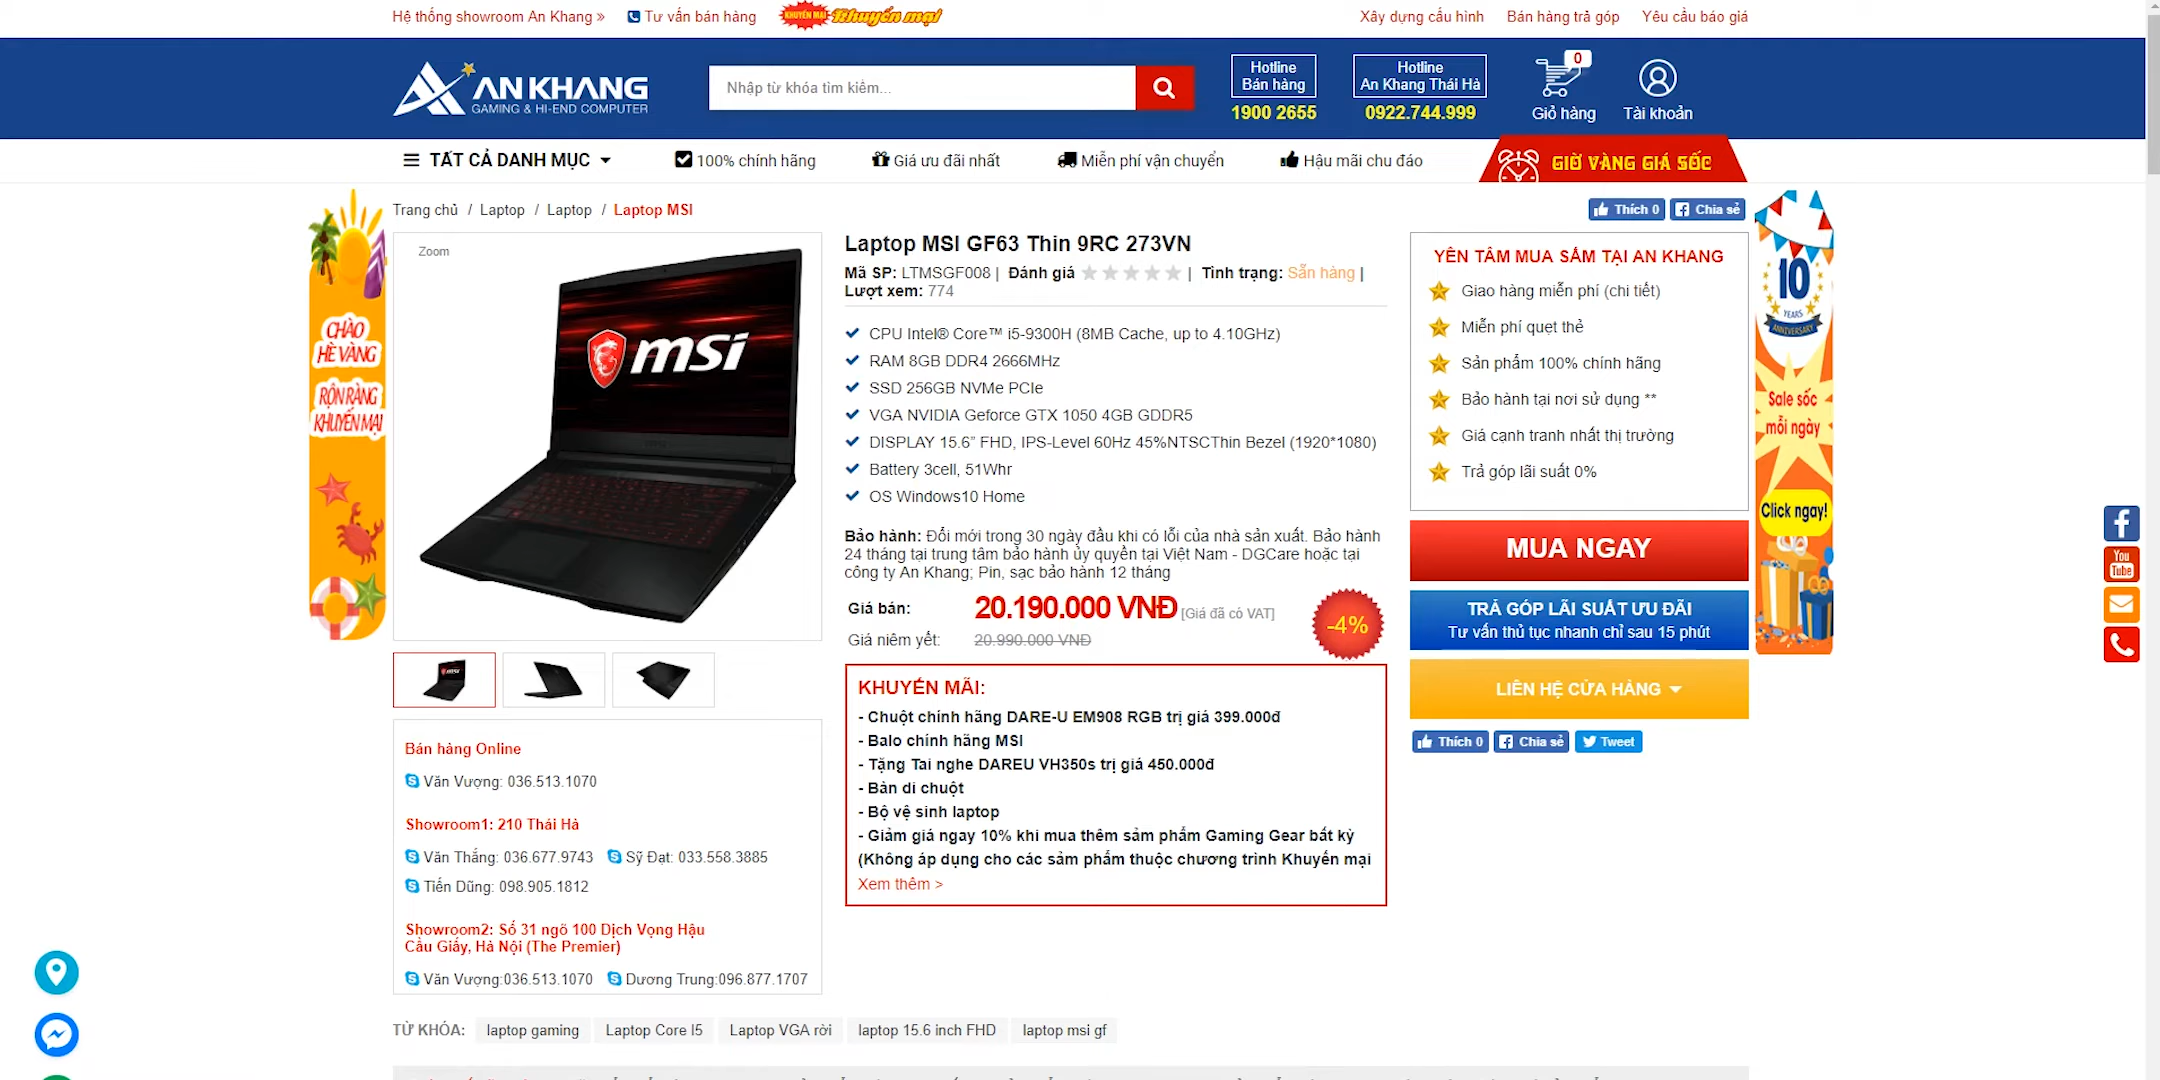 Hệ thống showroom An Khang »
Tư vấn bán hàng
KHUYẾN MẠI Khuyến mại
Xây dựng cấu hình
Bán hàng trả góp
Yêu cầu báo giá
AN KHANG
GAMING & HI-END COMPUTER
Nhập từ khóa tìm kiếm...
Hotline
Bán hàng
1900 2655
Hotline
An Khang Thái Hà
0922.744.999
0
Giỏ hàng
Tài khoản
TẤT CẢ DANH MỤC
100% chính hãng
Giá ưu đãi nhất
Miễn phí vận chuyển
Hậu mãi chu đáo
GIỜ VÀNG GIÁ SỐC
Trang chủ / Laptop / Laptop / Laptop MSI
Thích 0
Chia sẻ
CHÀO
HÈ VÀNG
RỘN RÀNG
KHUYẾN MẠI
Zoom
msi
Laptop MSI GF63 Thin 9RC 273VN
Mã SP: LTMSGF008 | Đánh giá | Tình trạng: Sẵn hàng |
Lượt xem: 774
CPU Intel® Core™ i5-9300H (8MB Cache, up to 4.10GHz)
RAM 8GB DDR4 2666MHz
SSD 256GB NVMe PCIe
VGA NVIDIA Geforce GTX 1050 4GB GDDR5
DISPLAY 15.6” FHD, IPS-Level 60Hz 45%NTSCThin Bezel (1920*1080)
Battery 3cell, 51Whr
OS Windows10 Home
Bảo hành: Đổi mới trong 30 ngày đầu khi có lỗi của nhà sản xuất. Bảo hành
24 tháng tại trung tâm bảo hành ủy quyền tại Việt Nam - DGCare hoặc tại
công ty An Khang; Pin, sạc bảo hành 12 tháng
Giá bán: 20.190.000 VNĐ [Giá đã có VAT]
Giá niêm yết: 20.990.000 VNĐ
-4%
KHUYẾN MÃI:
- Chuột chính hãng DARE-U EM908 RGB trị giá 399.000đ
- Balo chính hãng MSI
- Tặng Tai nghe DAREU VH350s trị giá 450.000đ
- Bàn di chuột
- Bộ vệ sinh laptop
- Giảm giá ngay 10% khi mua thêm sảm phẩm Gaming Gear bất kỳ
(Không áp dụng cho các sảm phẩm thuộc chương trình Khuyến mại
Xem thêm >
YÊN TÂM MUA SẮM TẠI AN KHANG
Giao hàng miễn phí (chi tiết)
Miễn phí quẹt thẻ
Sản phẩm 100% chính hãng
Bảo hành tại nơi sử dụng **
Giá cạnh tranh nhất thị trường
Trả góp lãi suất 0%
MUA NGAY
TRẢ GÓP LÃI SUẤT ƯU ĐÃI
Tư vấn thủ tục nhanh chỉ sau 15 phút
LIÊN HỆ CỬA HÀNG
Thích 0
Chia sẻ
Tweet
10
YEARS
ANNIVERSARY
Sale sốc
mỗi ngày
Click ngay!
You
Tube
msi
Bán hàng Online
Văn Vượng: 036.513.1070
Showroom1: 210 Thái Hà
Văn Thắng: 036.677.9743 Sỹ Đạt: 033.558.3885
Tiến Dũng: 098.905.1812
Showroom2: Số 31 ngõ 100 Dịch Vọng Hậu
Cầu Giấy, Hà Nội (The Premier)
Văn Vượng:036.513.1070 Dương Trung:096.877.1707
TỪ KHÓA: laptop gaming Laptop Core I5 Laptop VGA rời laptop 15.6 inch FHD laptop msi gf